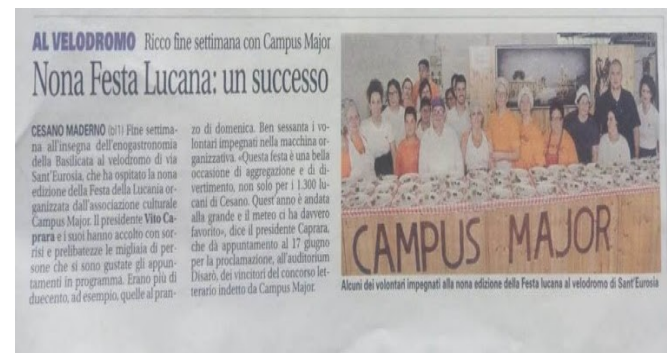 AL VELODROMO Ricco fine settimana con Campus Major
Nona Festa Lucana: un successo
CESANO MADERNO (bl1) Fine settima-
na all'insegna dell'enogastronomia
della Basilicata al velodromo di via
Sant'Eurosia, che ha ospitato la nona
edizione della Festa della Lucania or-
ganizzata dall'associazione culturale
Campus Major. Il presidente Vito Ca-
prara e i suoi hanno accolto con sor-
risi e prelibatezze le migliaia di per-
sone che si sono gustate gli appun-
tamenti in programma. Erano più di
duecento, ad esempio, quelle al pran-
zo di domenica. Ben sessanta i vo-
lontari impegnati nella macchina or-
ganizzativa. «Questa festa è una bella
occasione di aggregazione e di di-
vertimento, non solo per i 1.300 lu-
cani di Cesano. Quest'anno è andata
alla grande e il meteo ci ha davvero
favorito», dice il presidente Caprara,
che dà appuntamento al 17 giugno
per la proclamazione, all'auditorium
Disarò, dei vincitori del concorso let-
terario indetto da Campus Major.
CAMPUS MAJOR
Alcuni dei volontari impegnati alla nona edizione della Festa lucana al velodromo di Sant'Eurosia